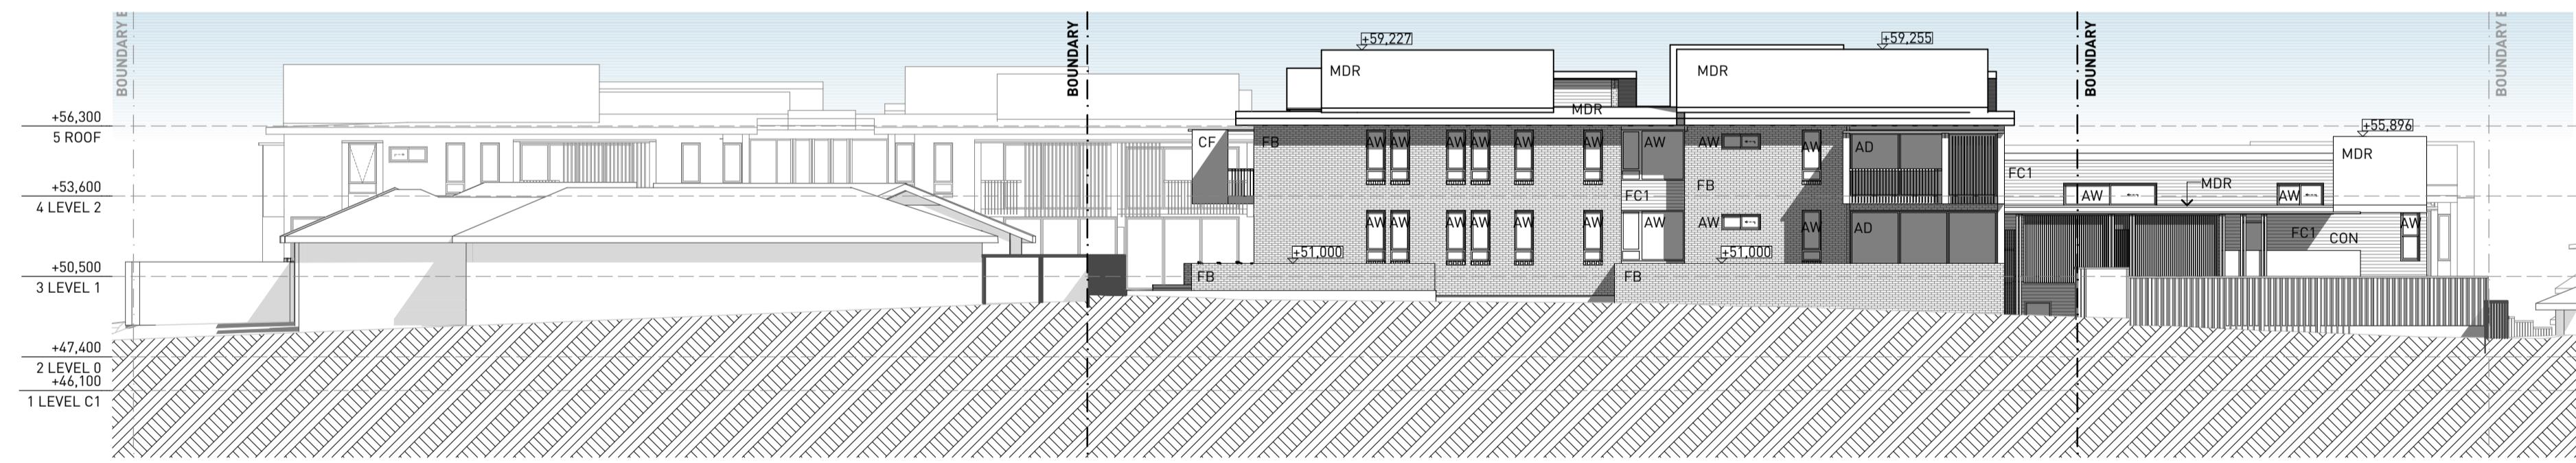 BOUNDARY E
BOUNDARY
BOUNDARY
BOUNDARY E
+59,227
+59,255
MDR
MDR
MDR
+56,300
5 ROOF
+55,896
MDR
CF
FB
AW
AW
AW
AW
AW
AW
AW
AW
AW
AD
FC1
+53,600
4 LEVEL 2
FC1
FB
AW
MDR
AW
AW
AW
AW
AW
AW
AW
AW
AW
AW
AD
AW
FC1
CON
+51,000
+51,000
+50,500
3 LEVEL 1
FB
FB
+47,400
2 LEVEL 0
+46,100
1 LEVEL C1